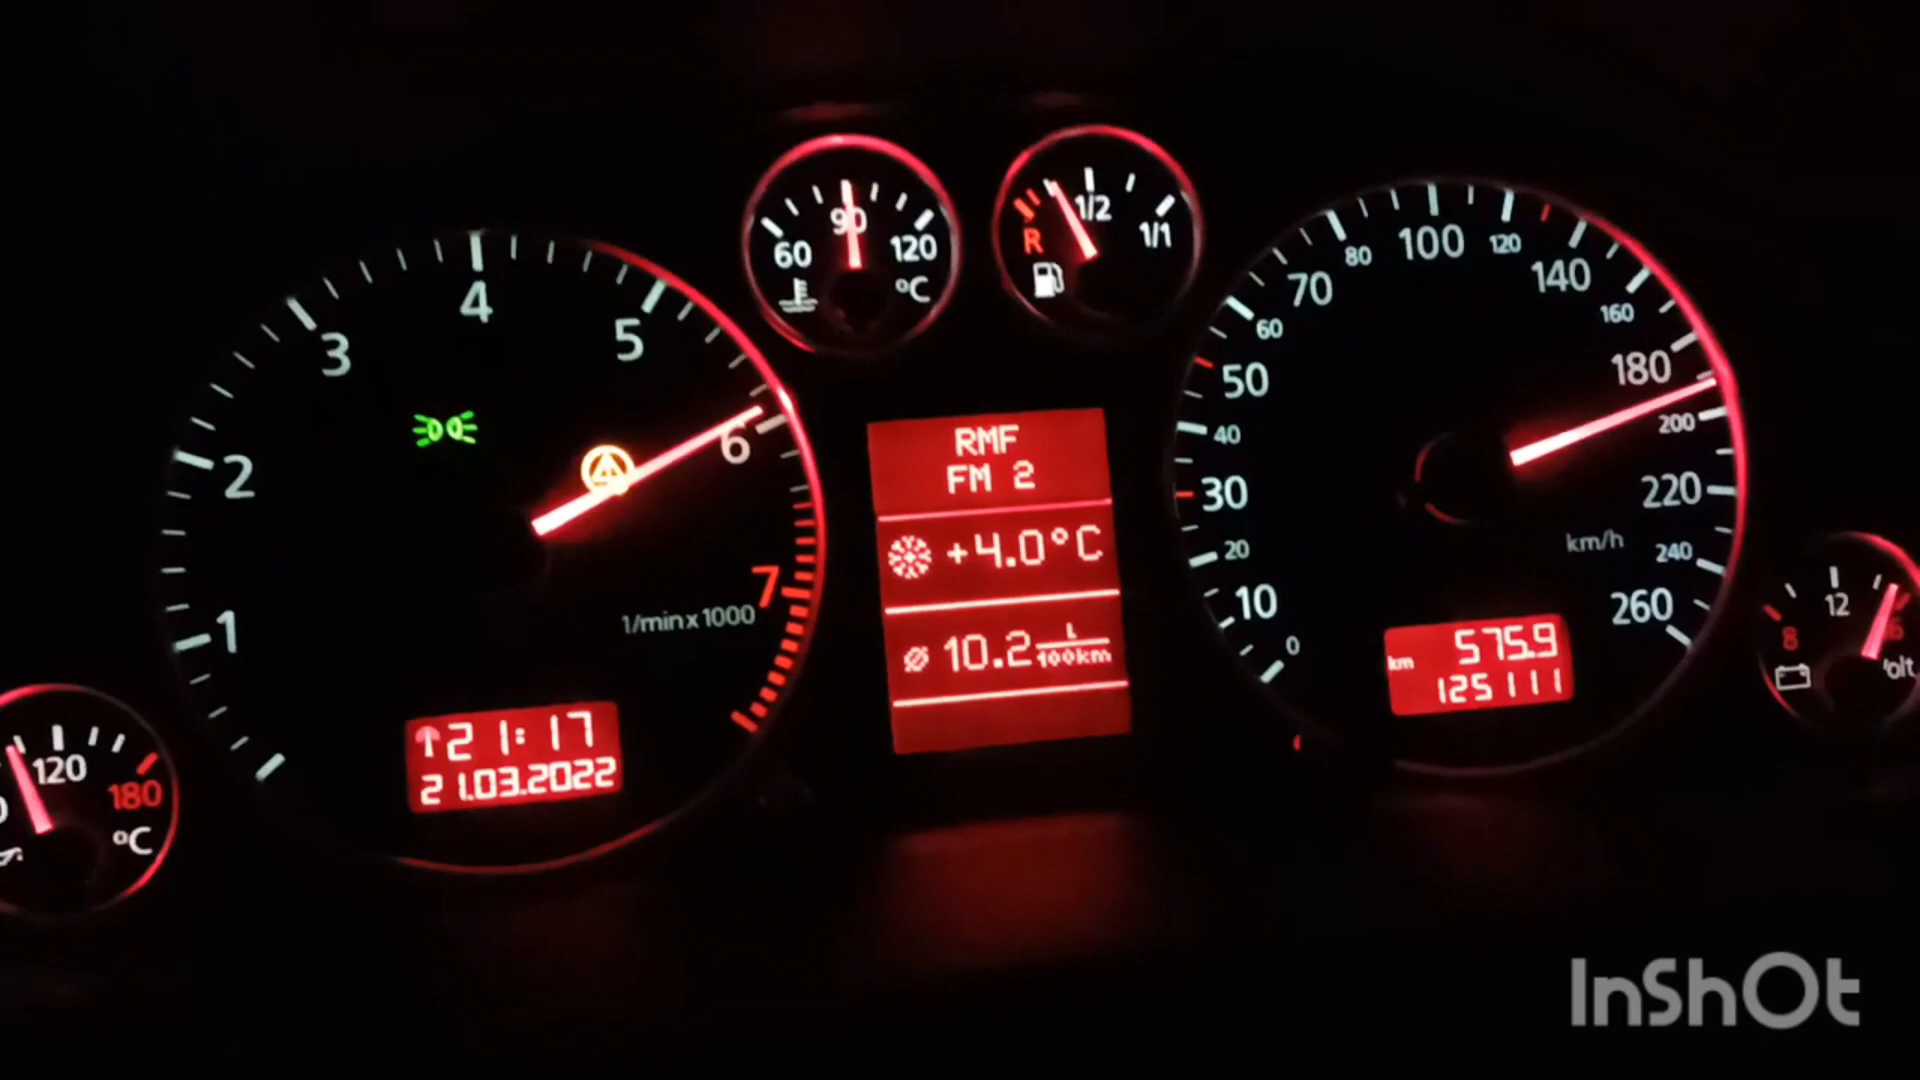 60 90 120
°C
R 1/2 1/1
1 2 3 4 5 6 7
1/min x 1000
21:17
21.03.2022
RMF
FM 2
+4.0°C
ø 10.2 L/100km
0 10 20 30 40 50 60 70 80 100 120 140 160 180 200 220 240 260
km/h
km 575.9
125111
120 180
°C
8 12
InShOt